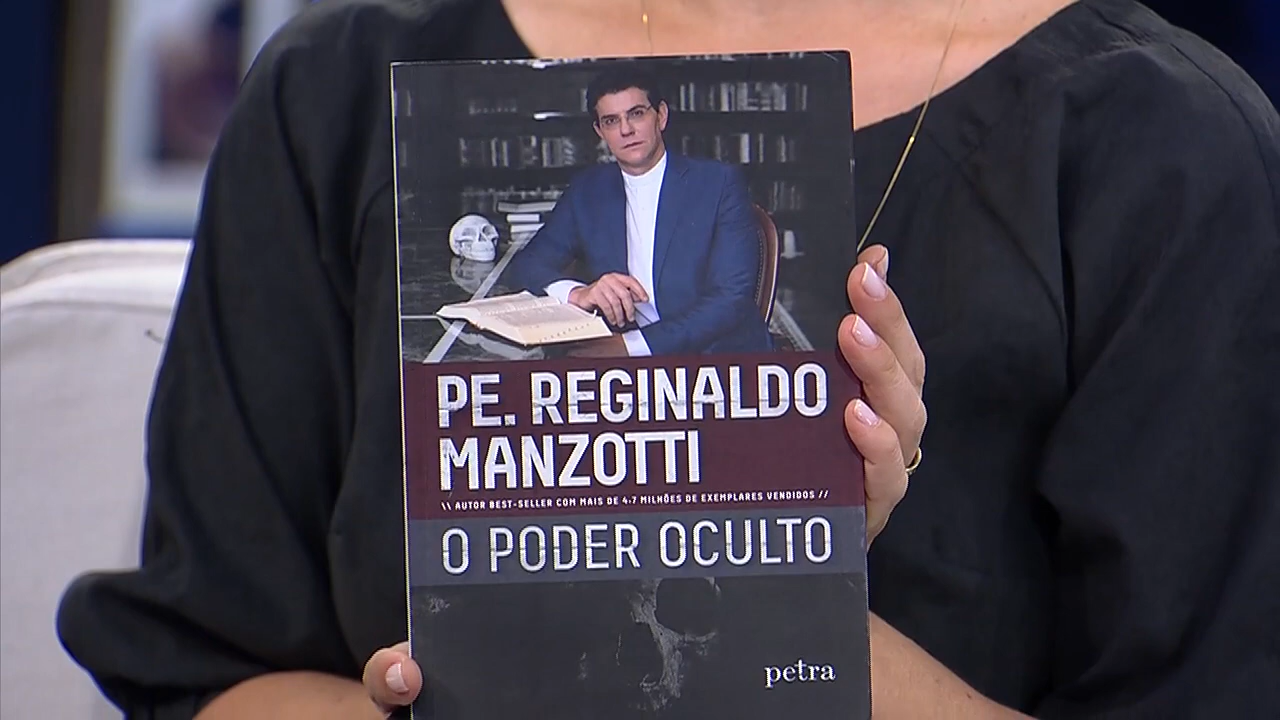 PE. REGINALDO
MANZOTTI
\\ AUTOR BEST-SELLER COM MAIS DE 4.7 MILHÕES DE EXEMPLARES VENDIDOS //
O PODER OCULTO
petra